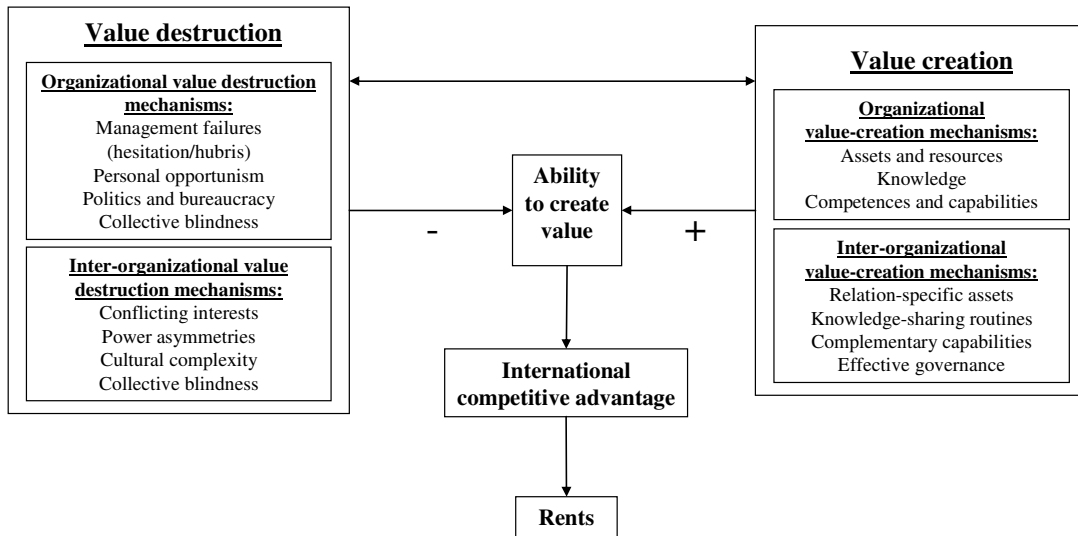 Value destruction
Organizational value destruction
mechanisms:
Management failures
(hesitation/hubris)
Personal opportunism
Politics and bureaucracy
Collective blindness
Inter-organizational value
destruction mechanisms:
Conflicting interests
Power asymmetries
Cultural complexity
Collective blindness
-
Ability
to create
value
+
International
competitive advantage
Rents
Value creation
Organizational
value-creation mechanisms:
Assets and resources
Knowledge
Competences and capabilities
Inter-organizational
value-creation mechanisms:
Relation-specific assets
Knowledge-sharing routines
Complementary capabilities
Effective governance